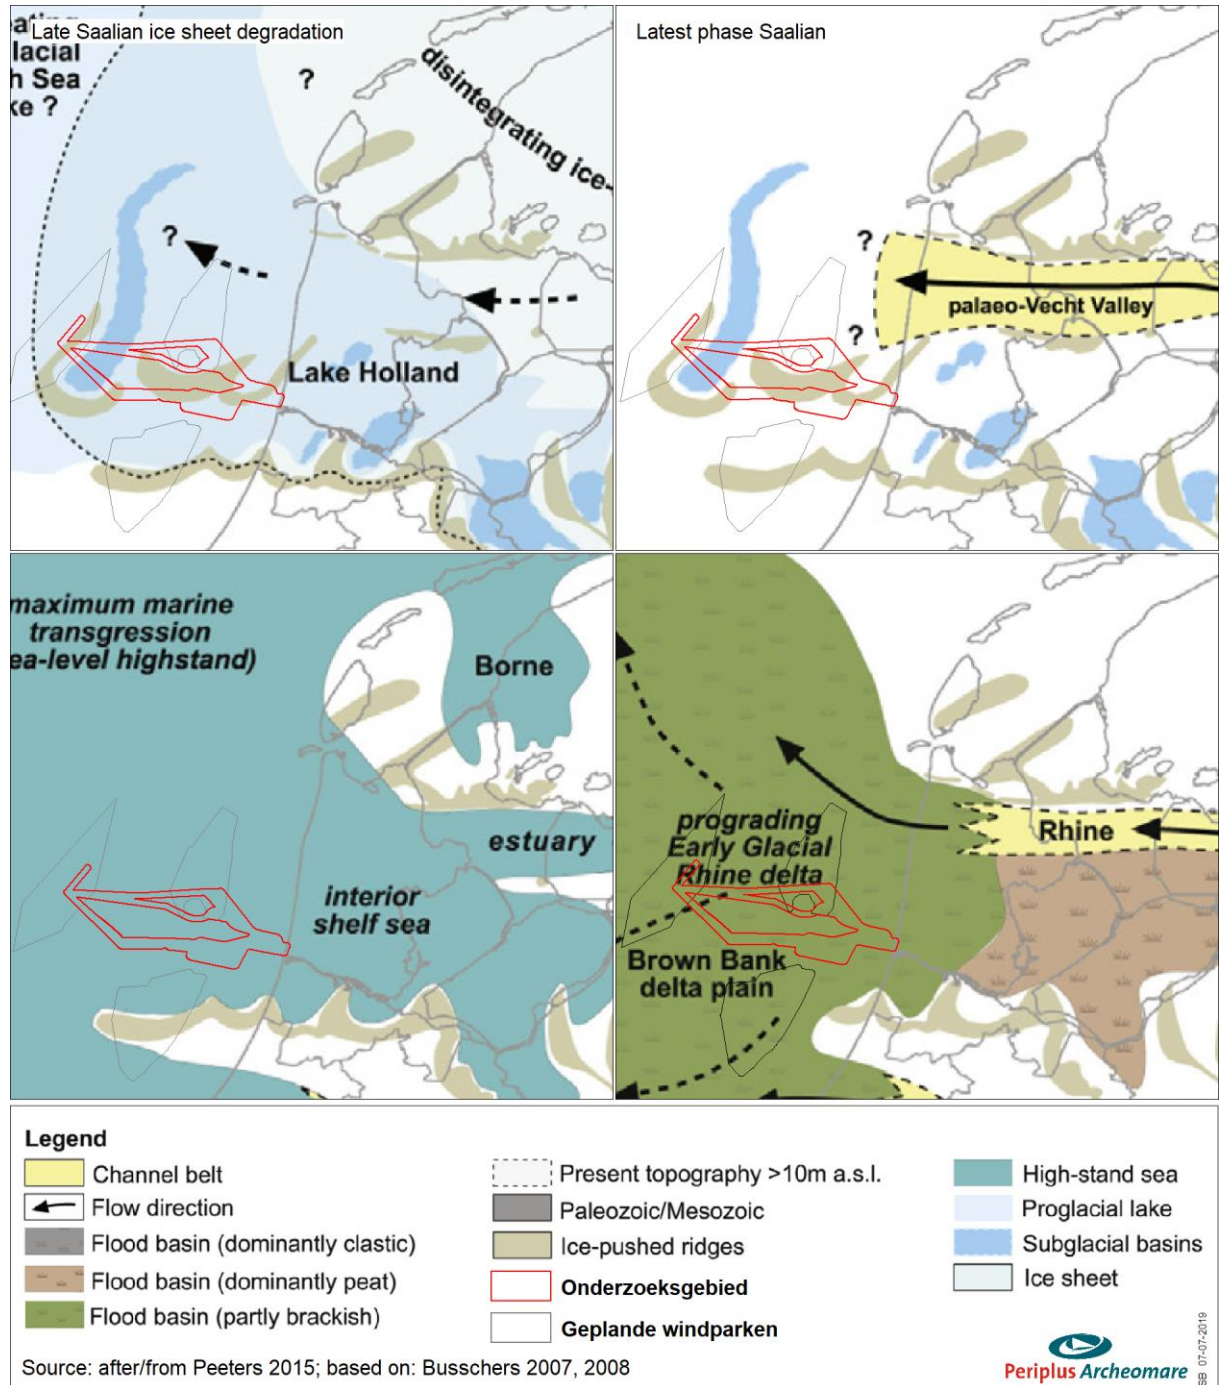 Late Saalian ice sheet degradation
lacial
h Sea
ke ?
?
disintegrating ice-
?
Lake Holland
Latest phase Saalian
?
palaeo-Vecht Valley
?
maximum marine
transgression
ea-level highstand)
Borne
estuary
interior
shelf sea
prograding
Early Glacial
Rhine delta
Rhine
Brown Bank
delta plain
Legend
Channel belt
Flow direction
Flood basin (dominantly clastic)
Flood basin (dominantly peat)
Flood basin (partly brackish)
Present topography >10m a.s.l.
Paleozoic/Mesozoic
Ice-pushed ridges
Onderzoeksgebied
Geplande windparken
High-stand sea
Proglacial lake
Subglacial basins
Ice sheet
Source: after/from Peeters 2015; based on: Busschers 2007, 2008
Periplus Archeomare
SB 07-07-2019